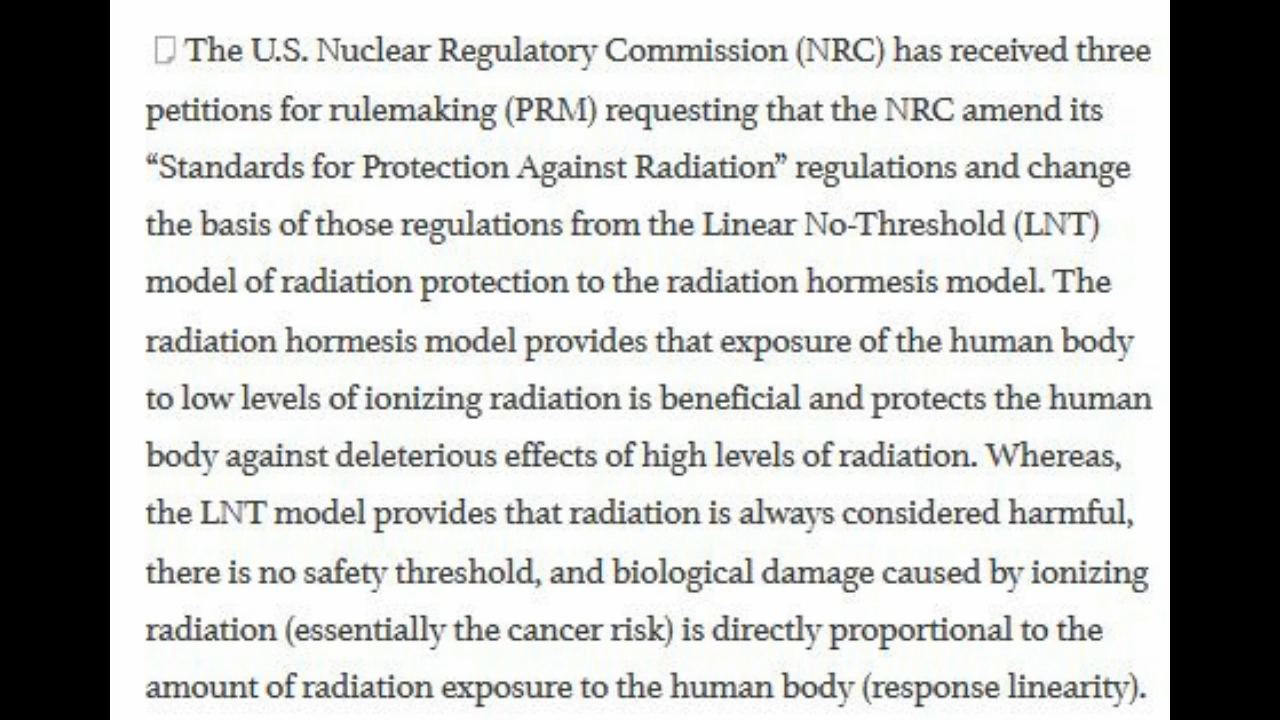 The U.S. Nuclear Regulatory Commission (NRC) has received three
petitions for rulemaking (PRM) requesting that the NRC amend its
“Standards for Protection Against Radiation” regulations and change
the basis of those regulations from the Linear No-Threshold (LNT)
model of radiation protection to the radiation hormesis model. The
radiation hormesis model provides that exposure of the human body
to low levels of ionizing radiation is beneficial and protects the human
body against deleterious effects of high levels of radiation. Whereas,
the LNT model provides that radiation is always considered harmful,
there is no safety threshold, and biological damage caused by ionizing
radiation (essentially the cancer risk) is directly proportional to the
amount of radiation exposure to the human body (response linearity).